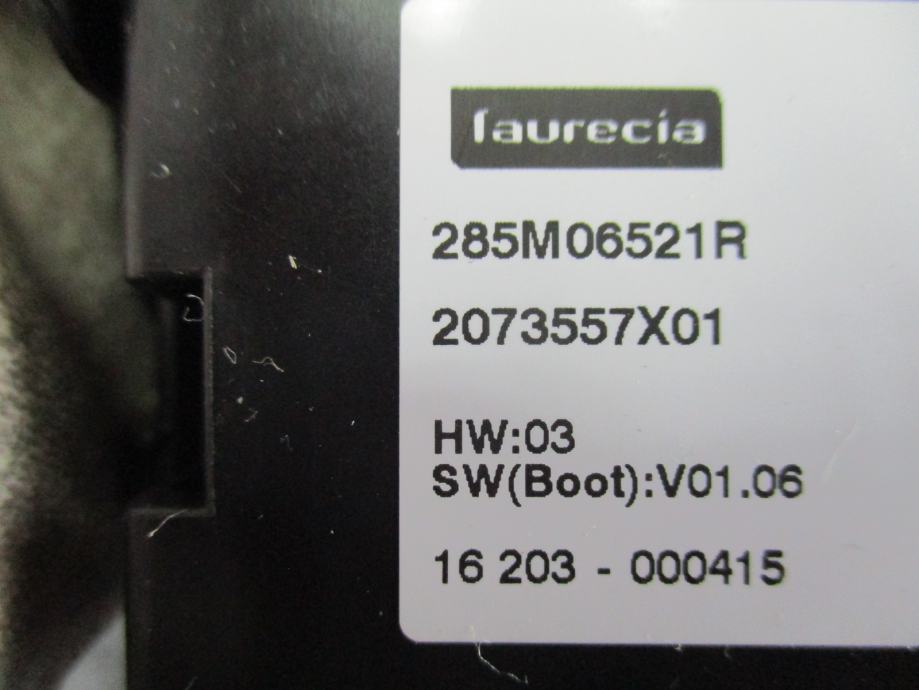 faurecia
285M06521R
2073557X01
HW:03
SW(Boot):V01.06
16 203 - 000415